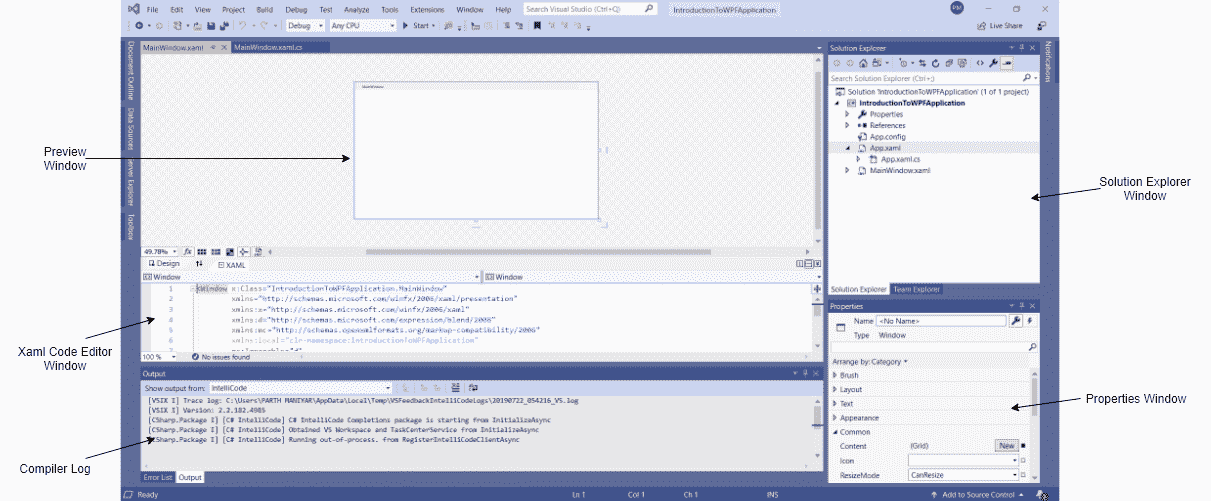 File Edit View Project Build Debug Test Analyze Tools Extensions Window Help Search Visual Studio (Ctrl+Q) IntroductionToWPFApplication PM
Debug Any CPU Start Live Share
MainWindow.xaml MainWindow.xaml.cs
Document Outline
Data Sources
Server Explorer
Toolbox
MainWindow
Preview
Window
Xaml Code Editor
Window
Compiler Log
49.78% fx
Design XAML
Window Window
1 <Window x:Class="IntroductionToWPFApplication.MainWindow"
2 xmlns="http://schemas.microsoft.com/winfx/2006/xaml/presentation"
3 xmlns:x="http://schemas.microsoft.com/winfx/2006/xaml"
4 xmlns:d="http://schemas.microsoft.com/expression/blend/2008"
5 xmlns:mc="http://schemas.openxmlformats.org/markup-compatibility/2006"
6 xmlns:local="clr-namespace:IntroductionToWPFApplication"
100 % No issues found
Output
Show output from: IntelliCode
[VSIX I] Trace log: C:\Users\PARTH MANIYAR\AppData\Local\Temp\VSFeedbackIntelliCodeLogs\20190722_054216_VS.log
[VSIX I] Version: 2.2.182.4985
[CSharp.Package I] [C# IntelliCode] C# IntelliCode Completions package is starting from InitializeAsync
[CSharp.Package I] [C# IntelliCode] Obtained VS Workspace and TaskCenterService from InitializeAsync
[CSharp.Package I] [C# IntelliCode] Running out-of-process. from RegisterIntelliCodeClientAsync
Error List Output
Solution Explorer
Search Solution Explorer (Ctrl+;)
Solution 'IntroductionToWPFApplication' (1 of 1 project)
IntroductionToWPFApplication
Properties
References
App.config
App.xaml
App.xaml.cs
MainWindow.xaml
Solution Explorer Team Explorer
Notifications
Solution Explorer
Window
Properties
Name <No Name>
Type Window
Arrange by: Category
Brush
Layout
Text
Appearance
Common
Content (Grid) New
Icon
ResizeMode CanResize
Properties Window
Ready Ln 1 Col 1 Ch 1 INS Add to Source Control